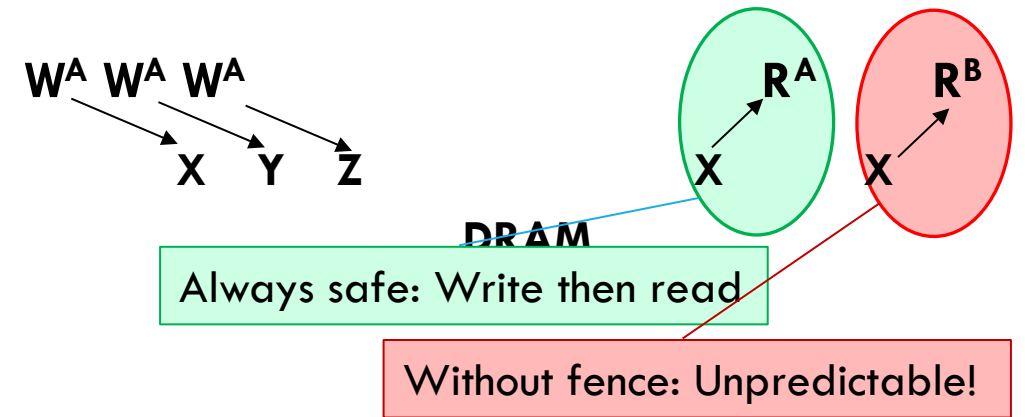 Wᴬ Wᴬ Wᴬ Rᴬ Rᴮ
X Y Z X X
DRAM
Always safe: Write then read
Without fence: Unpredictable!